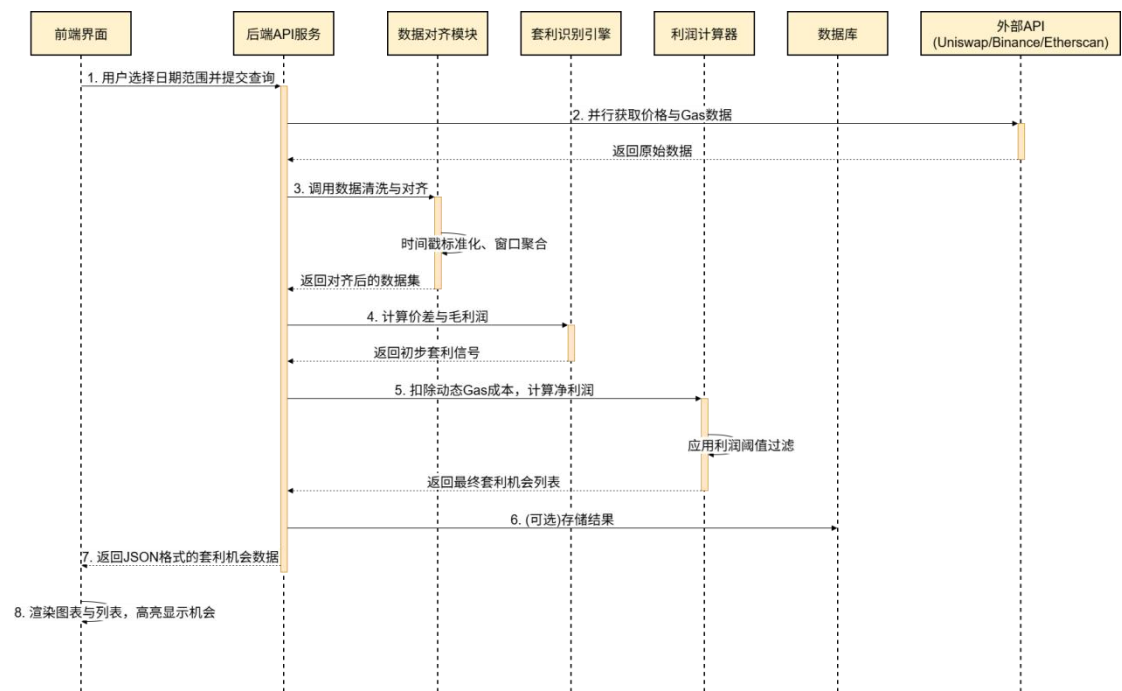 前端界面
后端API服务
数据对齐模块
套利识别引擎
利润计算器
数据库
外部API
(Uniswap/Binance/Etherscan)
1. 用户选择日期范围并提交查询
2. 并行获取价格与Gas数据
返回原始数据
3. 调用数据清洗与对齐
时间戳标准化、窗口聚合
返回对齐后的数据集
4. 计算价差与毛利润
返回初步套利信号
5. 扣除动态Gas成本，计算净利润
应用利润阈值过滤
返回最终套利机会列表
6. (可选)存储结果
7. 返回JSON格式的套利机会数据
8. 渲染图表与列表，高亮显示机会